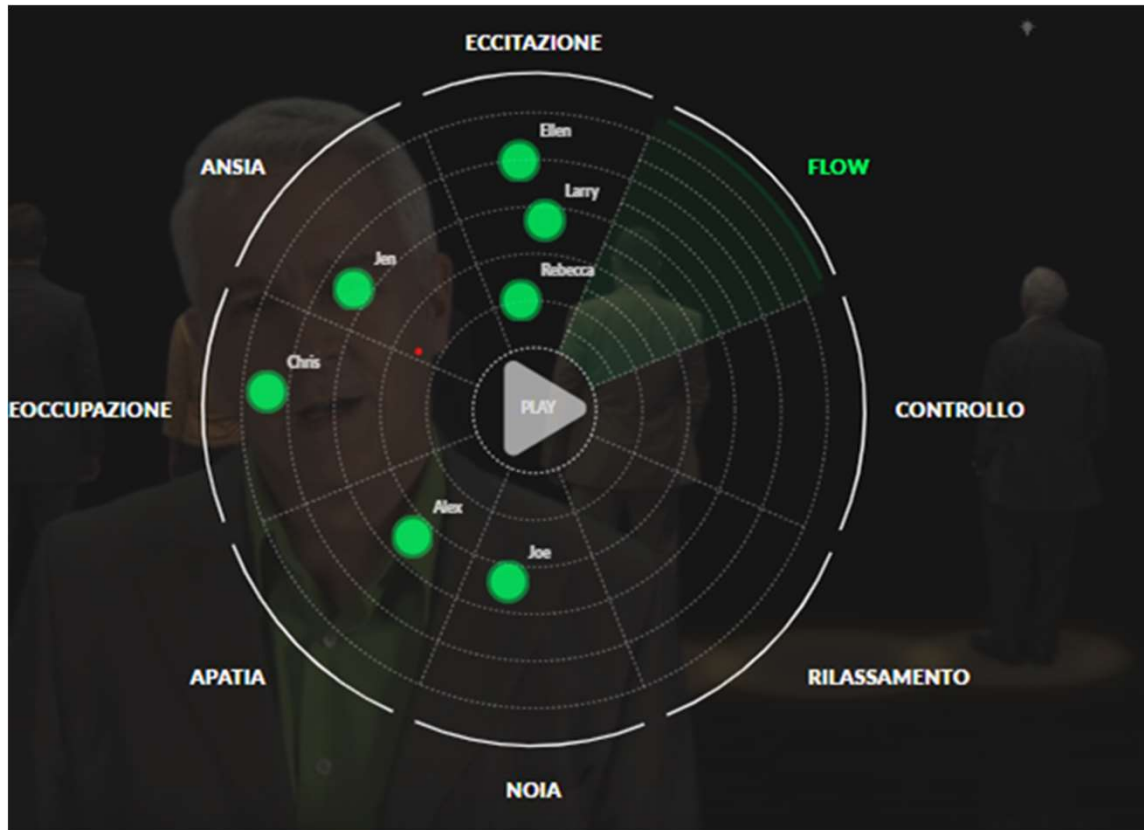 ECCITAZIONE
Ellen
ANSIA
FLOW
Larry
Jen
Rebecca
Chris
EOCCUPAZIONE
PLAY
CONTROLLO
Alex
Joe
APATIA
RILASSAMENTO
NOIA